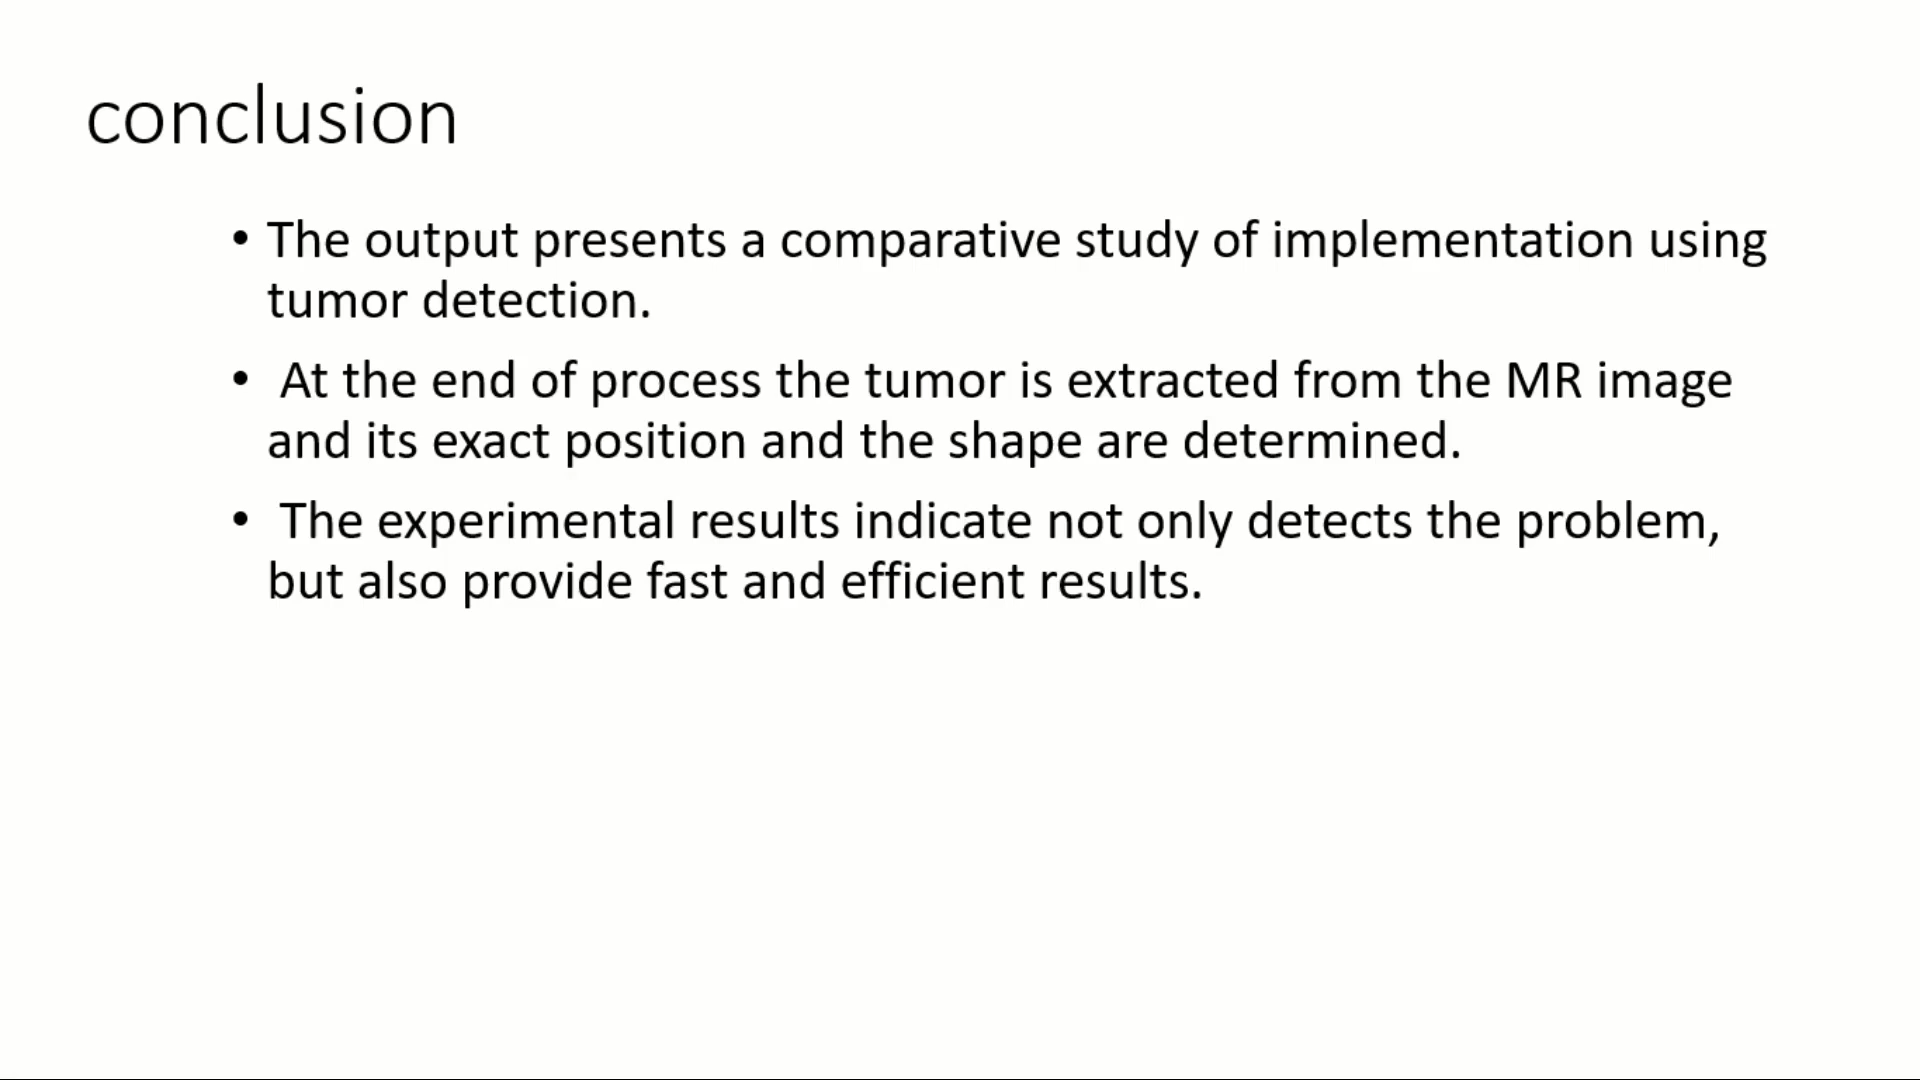 conclusion
• The output presents a comparative study of implementation using
tumor detection.
• At the end of process the tumor is extracted from the MR image
and its exact position and the shape are determined.
• The experimental results indicate not only detects the problem,
but also provide fast and efficient results.